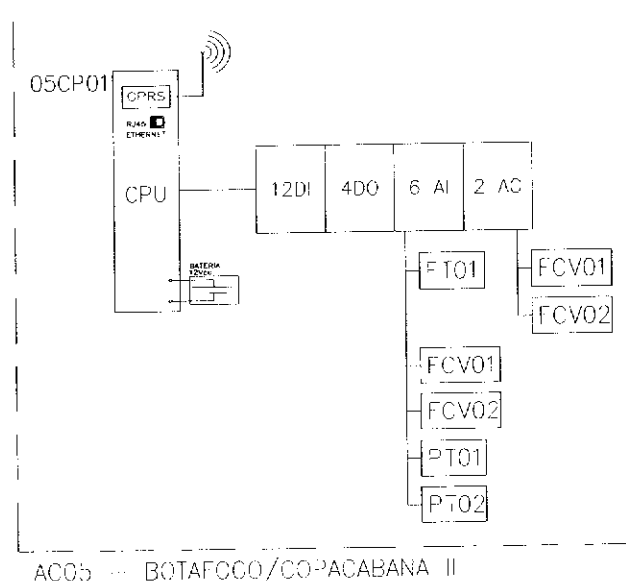 05CP01
GPRS
RJ45
ETHERNET
CPU
12DI
4DO
6 AI
2 AO
BATERIA
12VDC
FT01
FCV01
FCV02
FCV01
FCV02
PT01
PT02
AC05 - BOTAFOGO/COPACABANA II